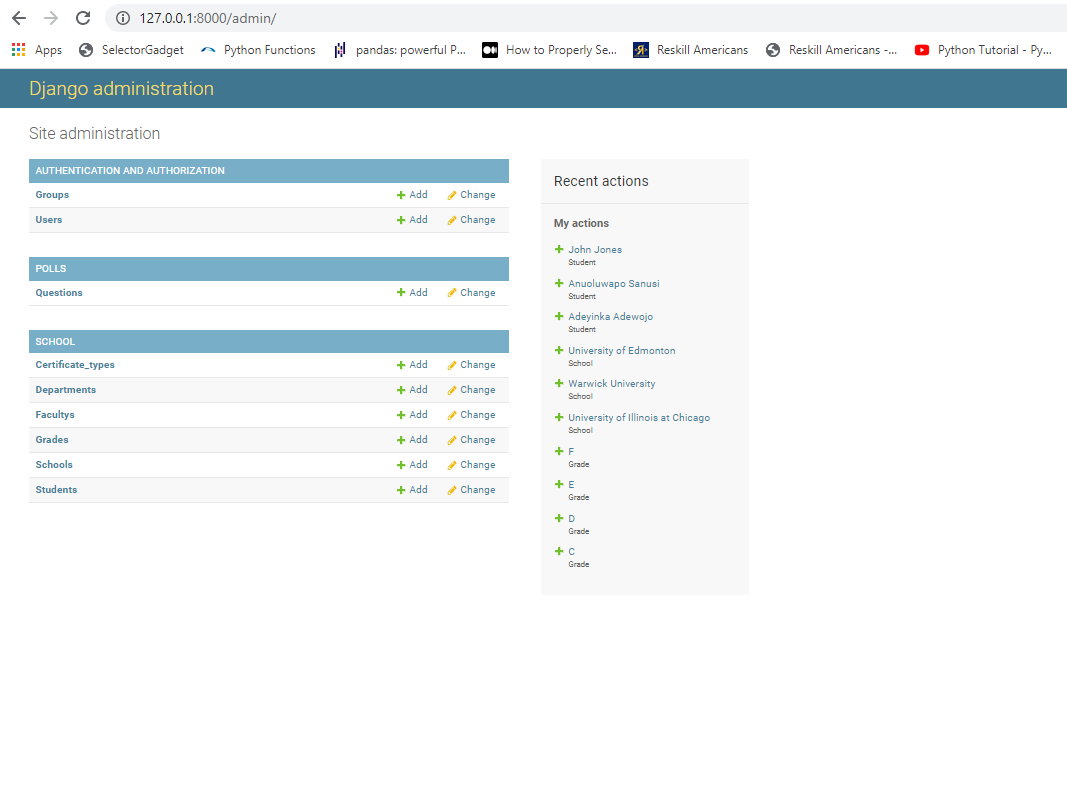 127.0.0.1:8000/admin/
Apps SelectorGadget Python Functions pandas: powerful P... How to Properly Se... Reskill Americans Reskill Americans -... Python Tutorial - Py...
Django administration
Site administration
AUTHENTICATION AND AUTHORIZATION
Groups Add Change
Users Add Change
POLLS
Questions Add Change
SCHOOL
Certificate_types Add Change
Departments Add Change
Facultys Add Change
Grades Add Change
Schools Add Change
Students Add Change
Recent actions
My actions
John Jones
Student
Anuoluwapo Sanusi
Student
Adeyinka Adewojo
Student
University of Edmonton
School
Warwick University
School
University of Illinois at Chicago
School
F
Grade
E
Grade
D
Grade
C
Grade